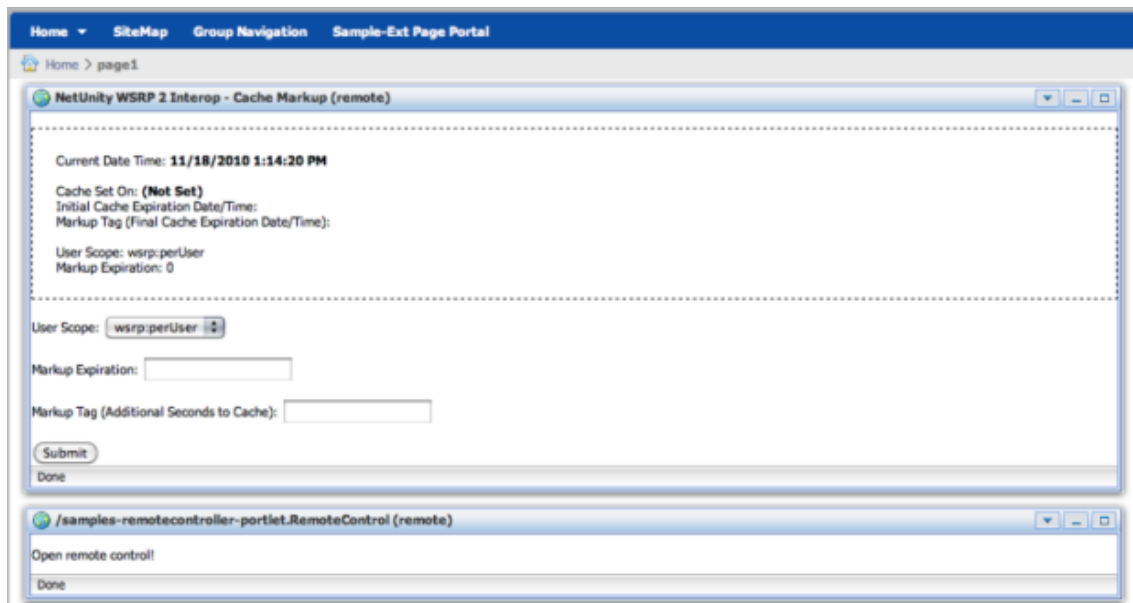 Home SiteMap Group Navigation Sample-Ext Page Portal
Home > page1
NetUnity WSRP 2 Interop - Cache Markup (remote)
Current Date Time: 11/18/2010 1:14:20 PM
Cache Set On: (Not Set)
Initial Cache Expiration Date/Time:
Markup Tag (Final Cache Expiration Date/Time):
User Scope: wsrp:perUser
Markup Expiration: 0
User Scope: wsrp:perUser
Markup Expiration:
Markup Tag (Additional Seconds to Cache):
Submit
Done
/samples-remotecontroller-portlet.RemoteControl (remote)
Open remote control!
Done